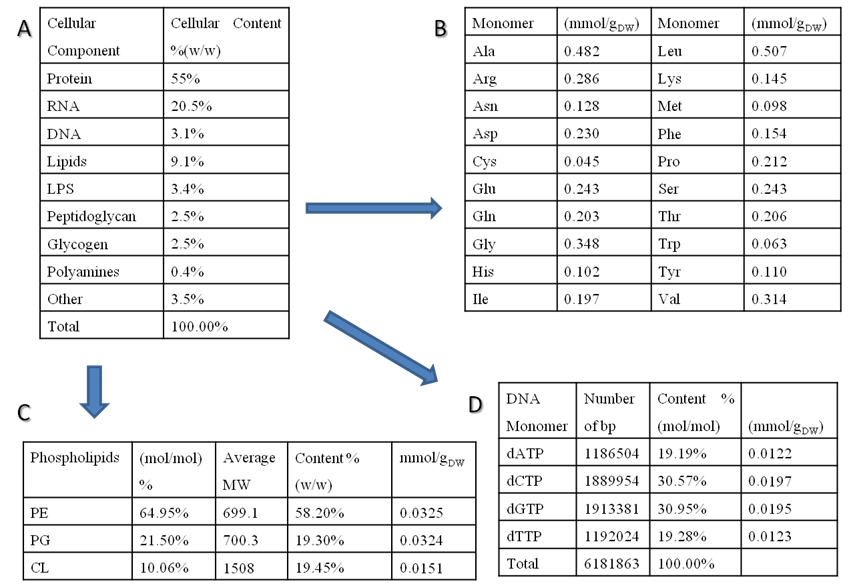 A
Cellular Component | Cellular Content %(w/w)
Protein | 55%
RNA | 20.5%
DNA | 3.1%
Lipids | 9.1%
LPS | 3.4%
Peptidoglycan | 2.5%
Glycogen | 2.5%
Polyamines | 0.4%
Other | 3.5%
Total | 100.00%
B
Monomer | (mmol/gDW) | Monomer | (mmol/gDW)
Ala | 0.482 | Leu | 0.507
Arg | 0.286 | Lys | 0.145
Asn | 0.128 | Met | 0.098
Asp | 0.230 | Phe | 0.154
Cys | 0.045 | Pro | 0.212
Glu | 0.243 | Ser | 0.243
Gln | 0.203 | Thr | 0.206
Gly | 0.348 | Trp | 0.063
His | 0.102 | Tyr | 0.110
Ile | 0.197 | Val | 0.314
C
Phospholipids | (mol/mol) % | Average MW | Content % (w/w) | mmol/gDW
PE | 64.95% | 699.1 | 58.20% | 0.0325
PG | 21.50% | 700.3 | 19.30% | 0.0324
CL | 10.06% | 1508 | 19.45% | 0.0151
D
DNA Monomer | Number of bp | Content % (mol/mol) | (mmol/gDW)
dATP | 1186504 | 19.19% | 0.0122
dCTP | 1889954 | 30.57% | 0.0197
dGTP | 1913381 | 30.95% | 0.0195
dTTP | 1192024 | 19.28% | 0.0123
Total | 6181863 | 100.00%